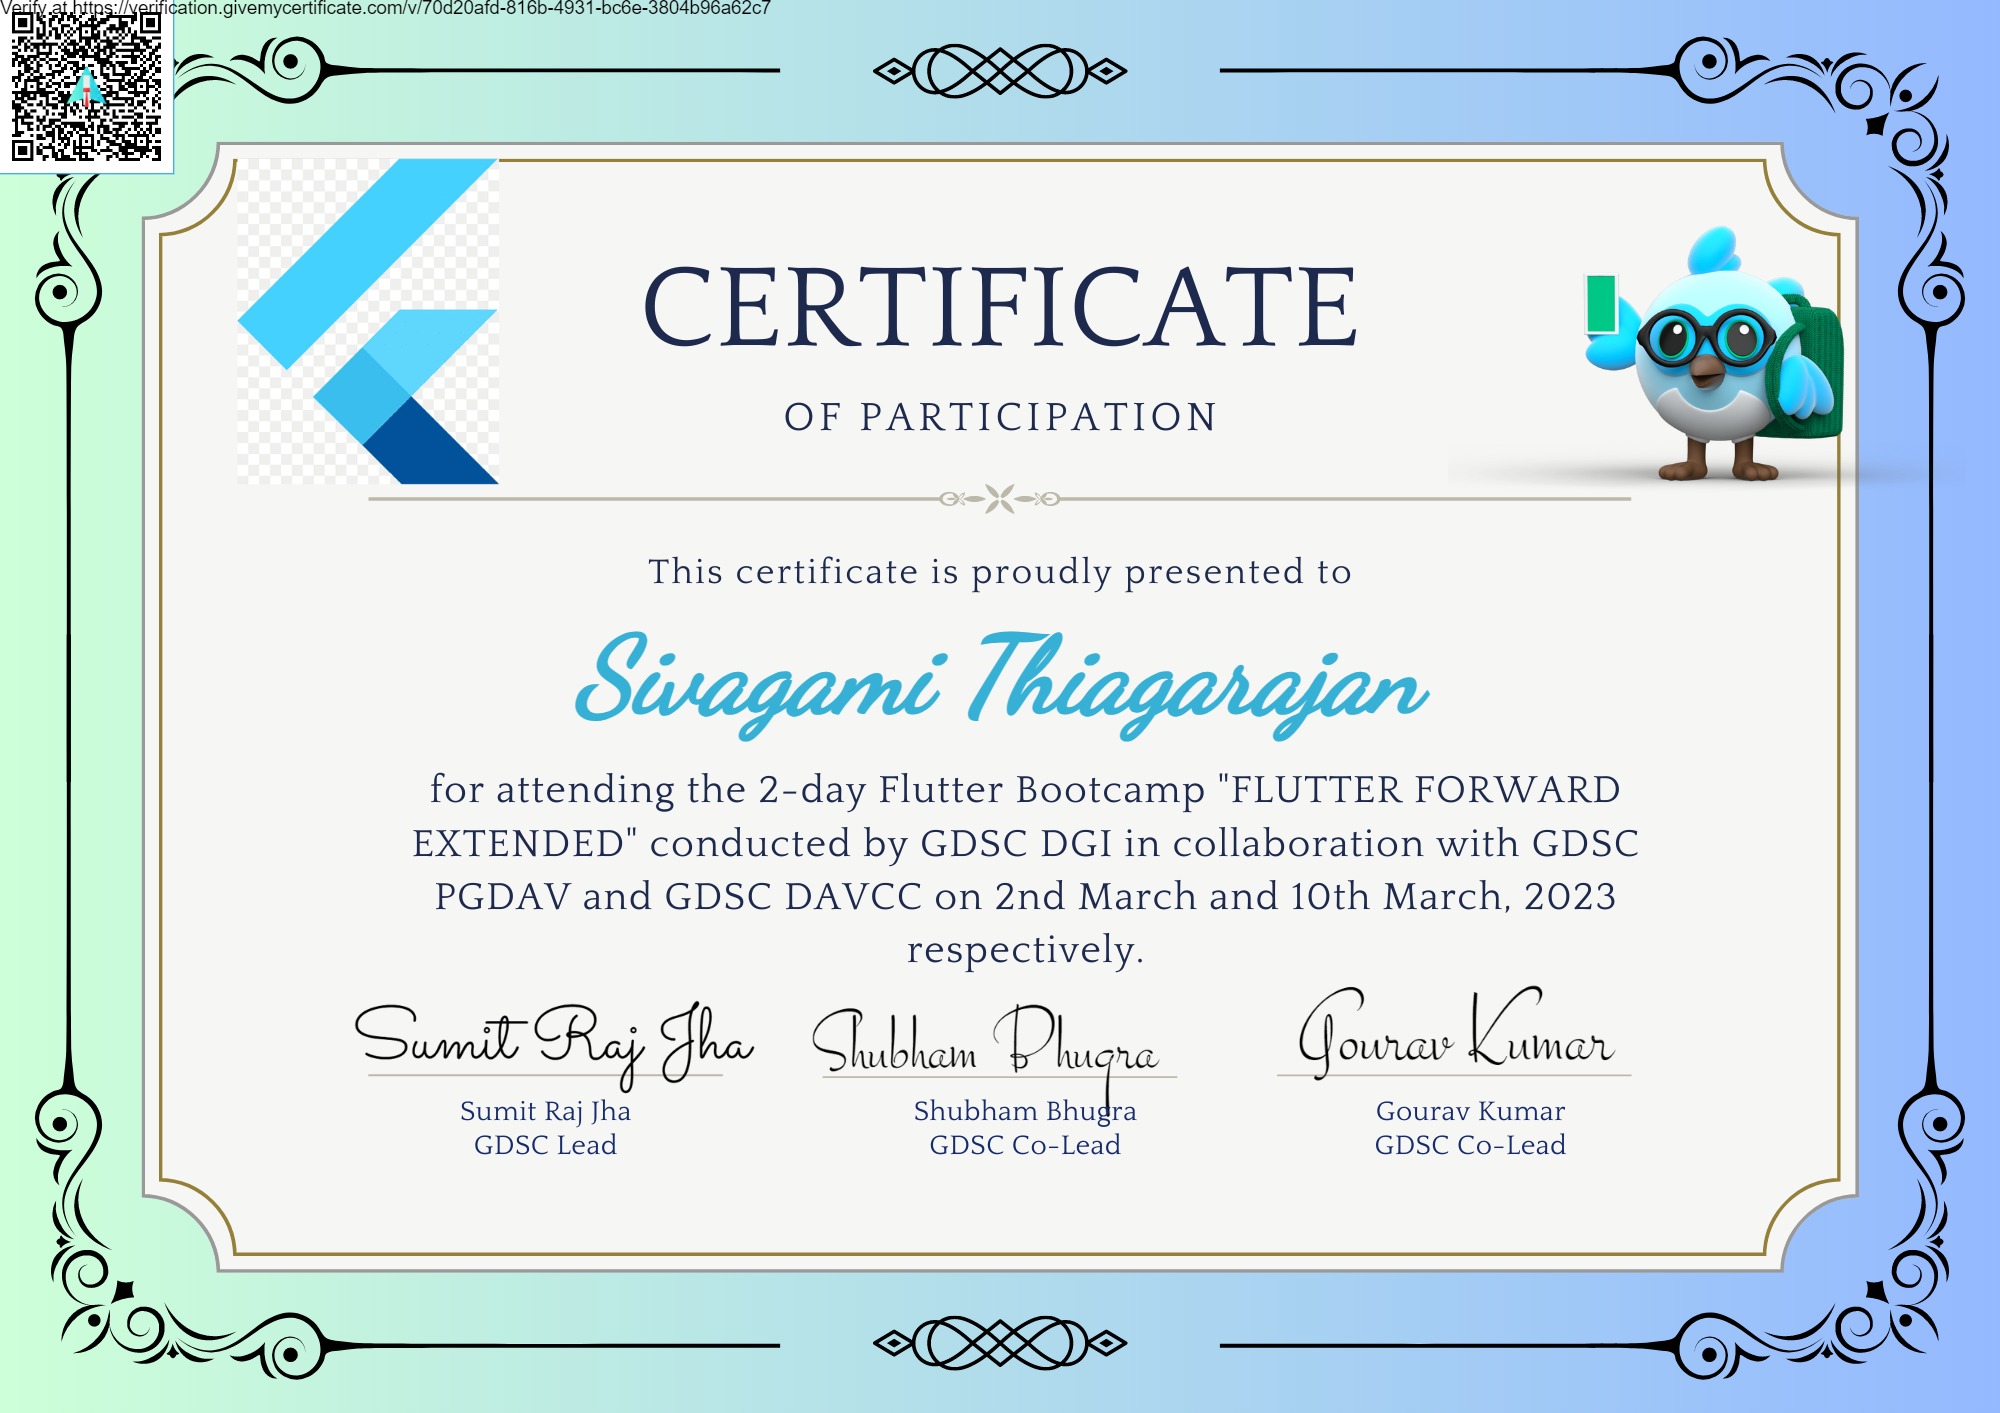 Verify at https://verification.givemycertificate.com/v/70d20afd-816b-4931-bc6e-3804b96a62c7
CERTIFICATE
OF PARTICIPATION
This certificate is proudly presented to
Sivagami Thiagarajan
for attending the 2-day Flutter Bootcamp "FLUTTER FORWARD
EXTENDED" conducted by GDSC DGI in collaboration with GDSC
PGDAV and GDSC DAVCC on 2nd March and 10th March, 2023
respectively.
Sumit Raj Jha Shubham Bhugra Gourav Kumar
Sumit Raj Jha Shubham Bhugra Gourav Kumar
GDSC Lead GDSC Co-Lead GDSC Co-Lead